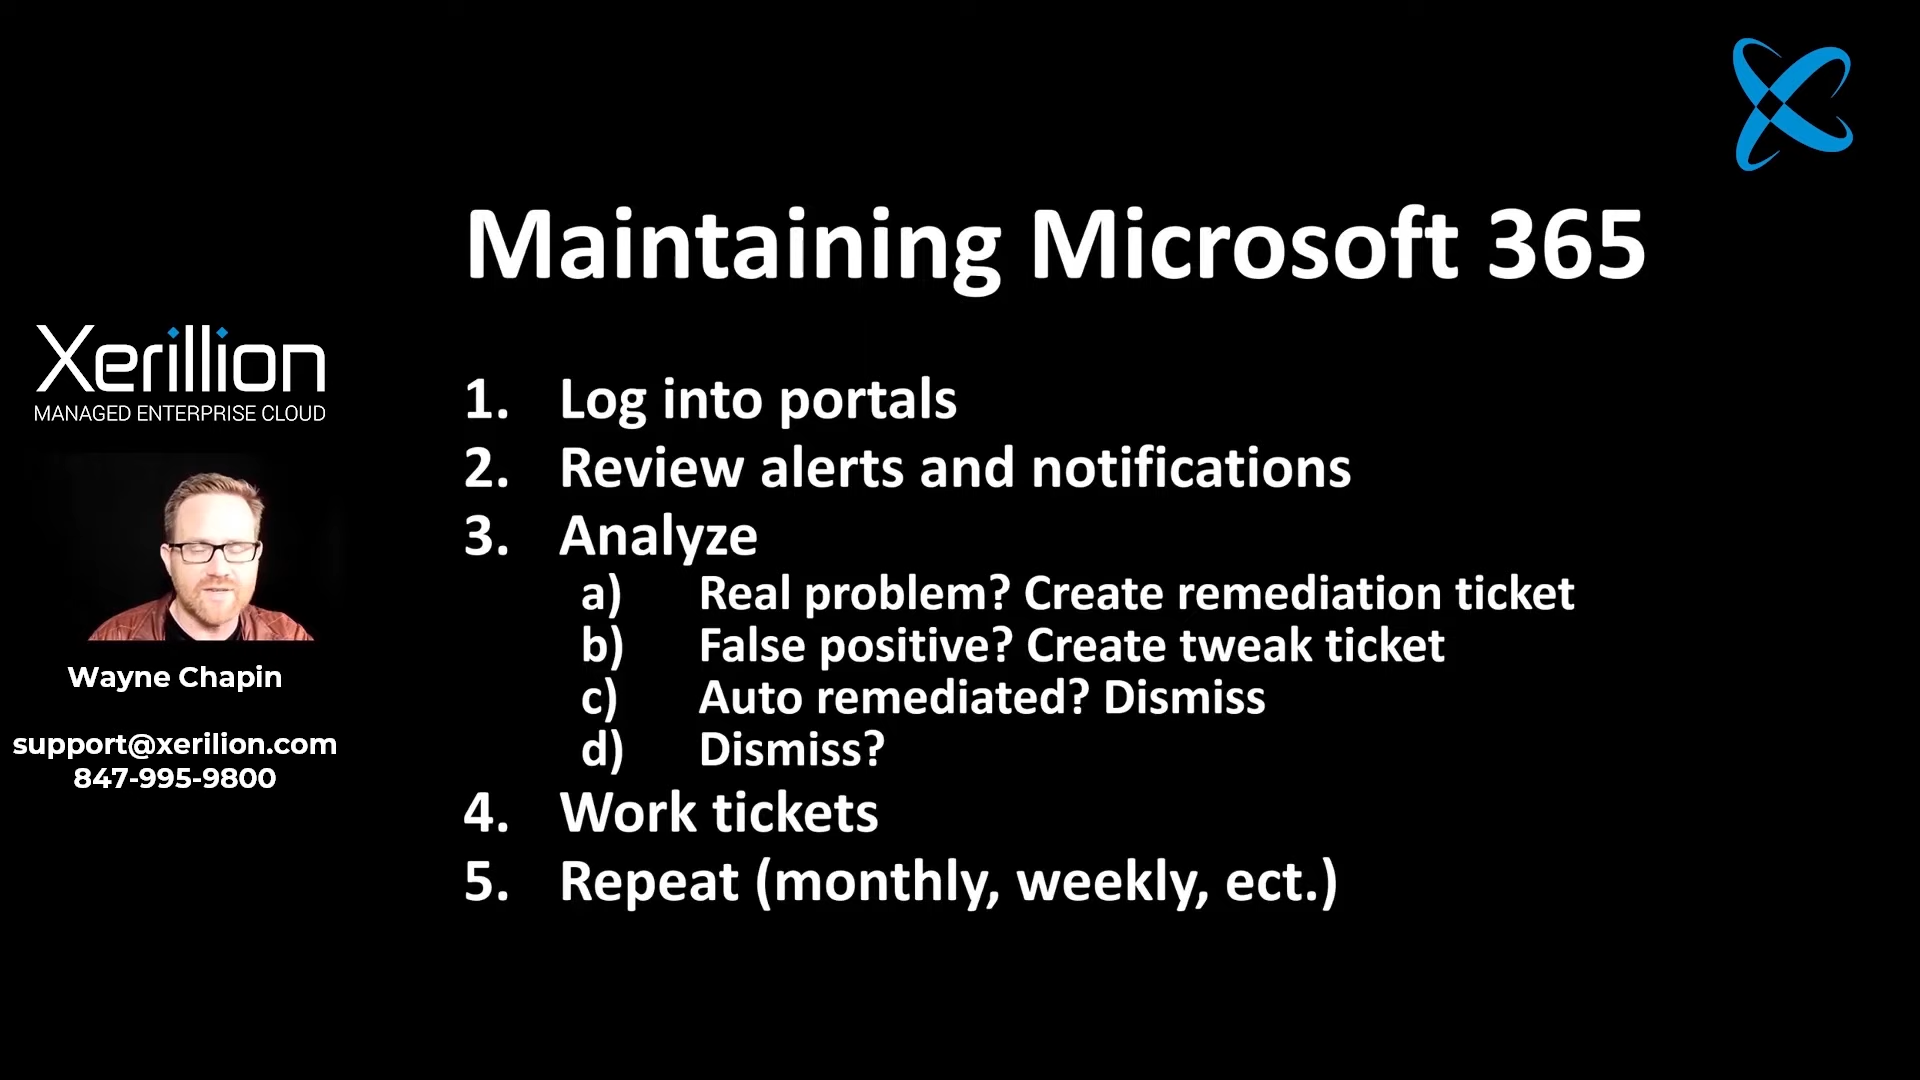 Maintaining Microsoft 365
Xerillion
MANAGED ENTERPRISE CLOUD
1. Log into portals
2. Review alerts and notifications
3. Analyze
a) Real problem? Create remediation ticket
b) False positive? Create tweak ticket
c) Auto remediated? Dismiss
d) Dismiss?
4. Work tickets
5. Repeat (monthly, weekly, ect.)
Wayne Chapin
support@xerilion.com
847-995-9800